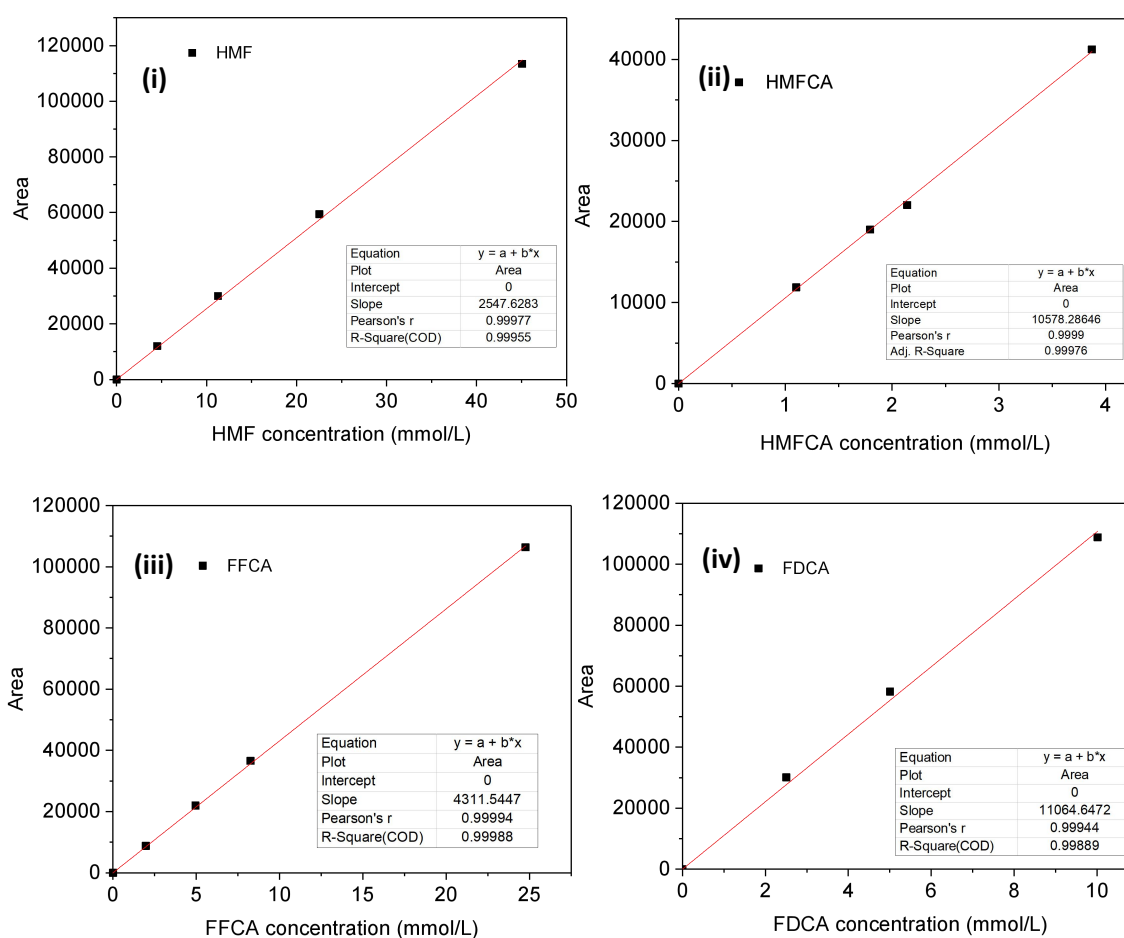 (i)
HMF
120000
100000
80000
60000
40000
20000
0
Area
0 10 20 30 40 50
HMF concentration (mmol/L)
Equation y = a + b*x
Plot Area
Intercept 0
Slope 2547.6283
Pearson's r 0.99977
R-Square(COD) 0.99955
(ii)
HMFCA
40000
30000
20000
10000
0
Area
0 1 2 3 4
HMFCA concentration (mmol/L)
Equation y = a + b*x
Plot Area
Intercept 0
Slope 10578.28646
Pearson's r 0.9999
Adj. R-Square 0.99976
(iii)
FFCA
120000
100000
80000
60000
40000
20000
0
Area
0 5 10 15 20 25
FFCA concentration (mmol/L)
Equation y = a + b*x
Plot Area
Intercept 0
Slope 4311.5447
Pearson's r 0.99994
R-Square(COD) 0.99988
(iv)
FDCA
120000
100000
80000
60000
40000
20000
0
Area
0 2 4 6 8 10
FDCA concentration (mmol/L)
Equation y = a + b*x
Plot Area
Intercept 0
Slope 11064.6472
Pearson's r 0.99944
R-Square(COD) 0.99889